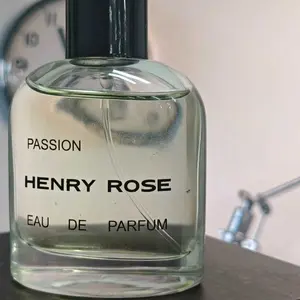 PASSION
HENRY ROSE
EAU DE PARFUM